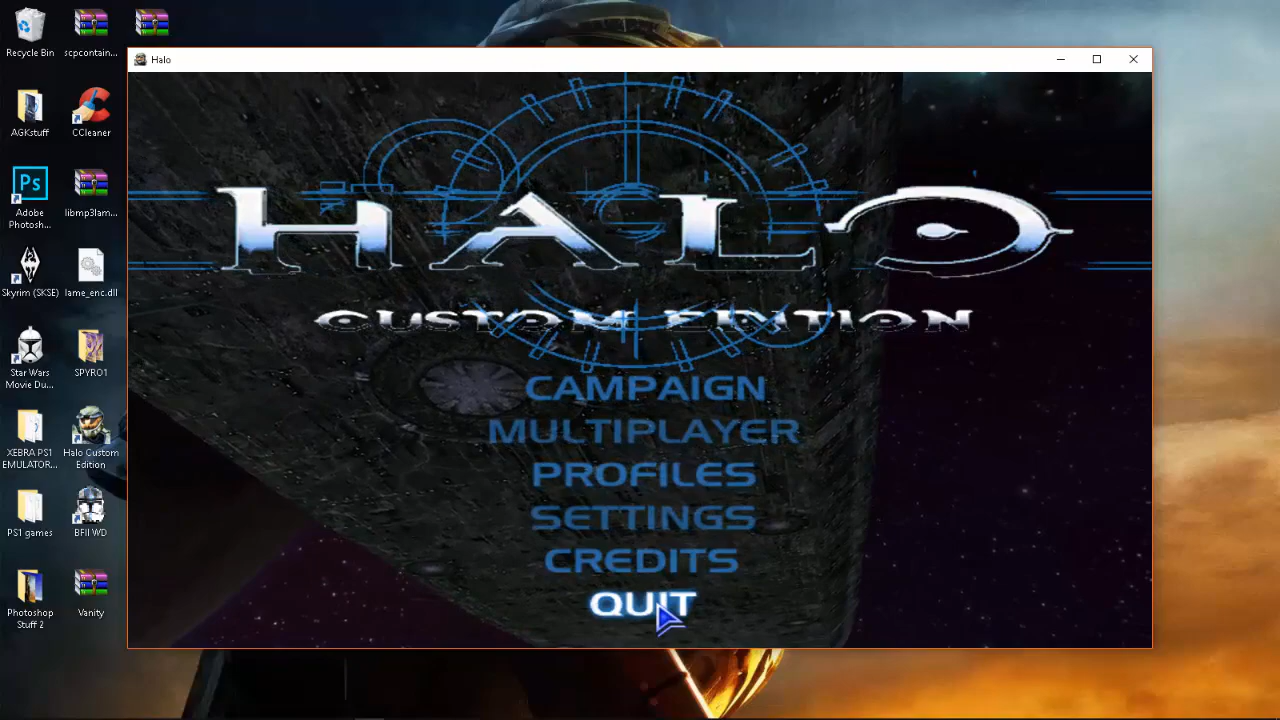 Recycle Bin
scpcontain...
AGKstuff
CCleaner
Adobe
Photosh...
libmp3lam...
Skyrim (SKSE)
lame_enc.dll
Star Wars
Movie Du...
SPYRO1
XEBRA PS1
EMULATOR...
Halo Custom
Edition
PS1 games
BFII WD
Photoshop
Stuff 2
Vanity
Ps
Halo
HALO
CUSTOM EDITION
CAMPAIGN
MULTIPLAYER
PROFILES
SETTINGS
CREDITS
QUIT